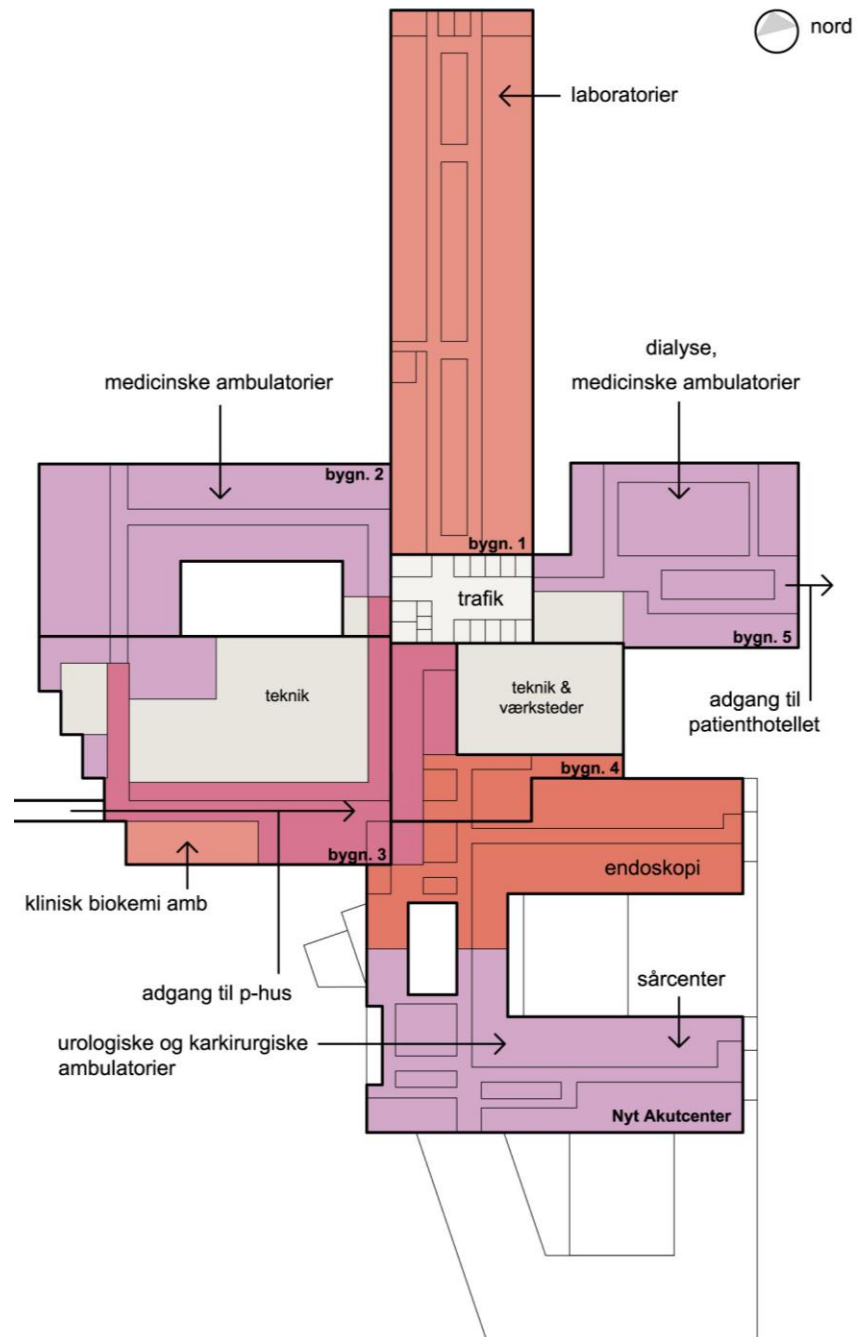 nord
laboratorier
dialyse,
medicinske ambulatorier
medicinske ambulatorier
bygn. 2
bygn. 1
trafik
bygn. 5
teknik
teknik &
værksteder
adgang til
patienthotellet
bygn. 4
bygn. 3
endoskopi
klinisk biokemi amb
adgang til p-hus
sårcenter
urologiske og karkirurgiske
ambulatorier
Nyt Akutcenter